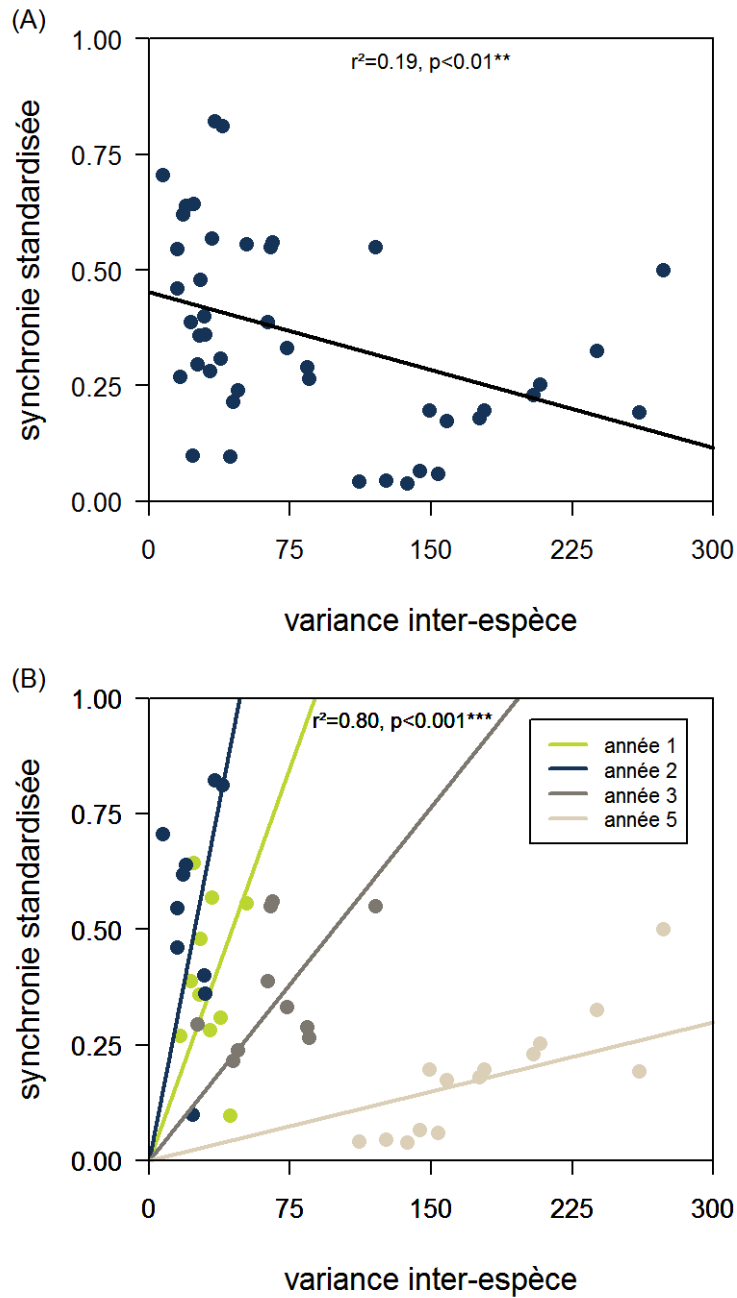 (A)
1.00
0.75
0.50
0.25
0.00
synchronie standardisée
r²=0.19, p<0.01**
0 75 150 225 300
variance inter-espèce
(B)
1.00
0.75
0.50
0.25
0.00
synchronie standardisée
r²=0.80, p<0.001***
année 1
année 2
année 3
année 5
0 75 150 225 300
variance inter-espèce